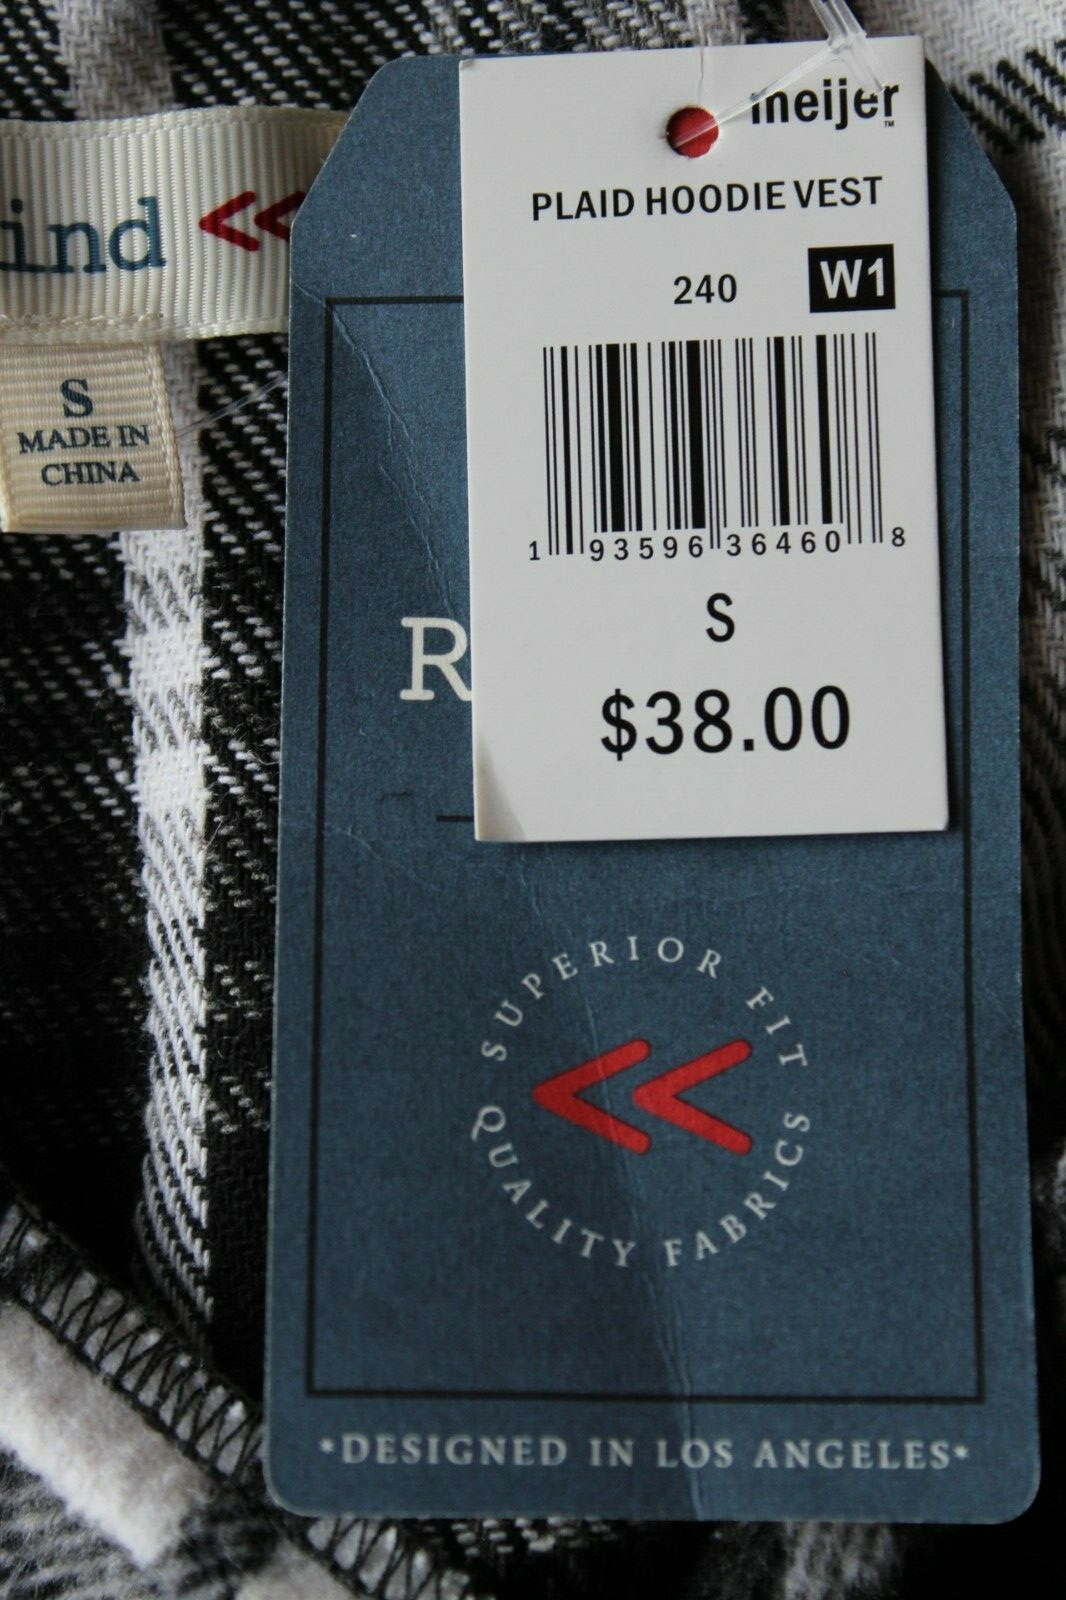 meijer™
PLAID HOODIE VEST
240 W1
1 93596 36460 8
S
$38.00
ind
S
MADE IN
CHINA
R
SUPERIOR FIT
QUALITY FABRICS
*DESIGNED IN LOS ANGELES*